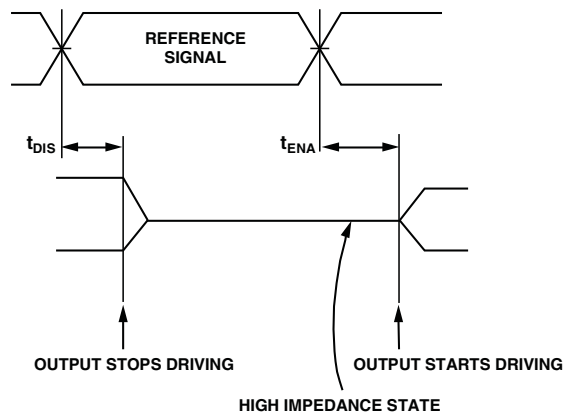 REFERENCE
SIGNAL
tDIS
tENA
OUTPUT STOPS DRIVING
OUTPUT STARTS DRIVING
HIGH IMPEDANCE STATE